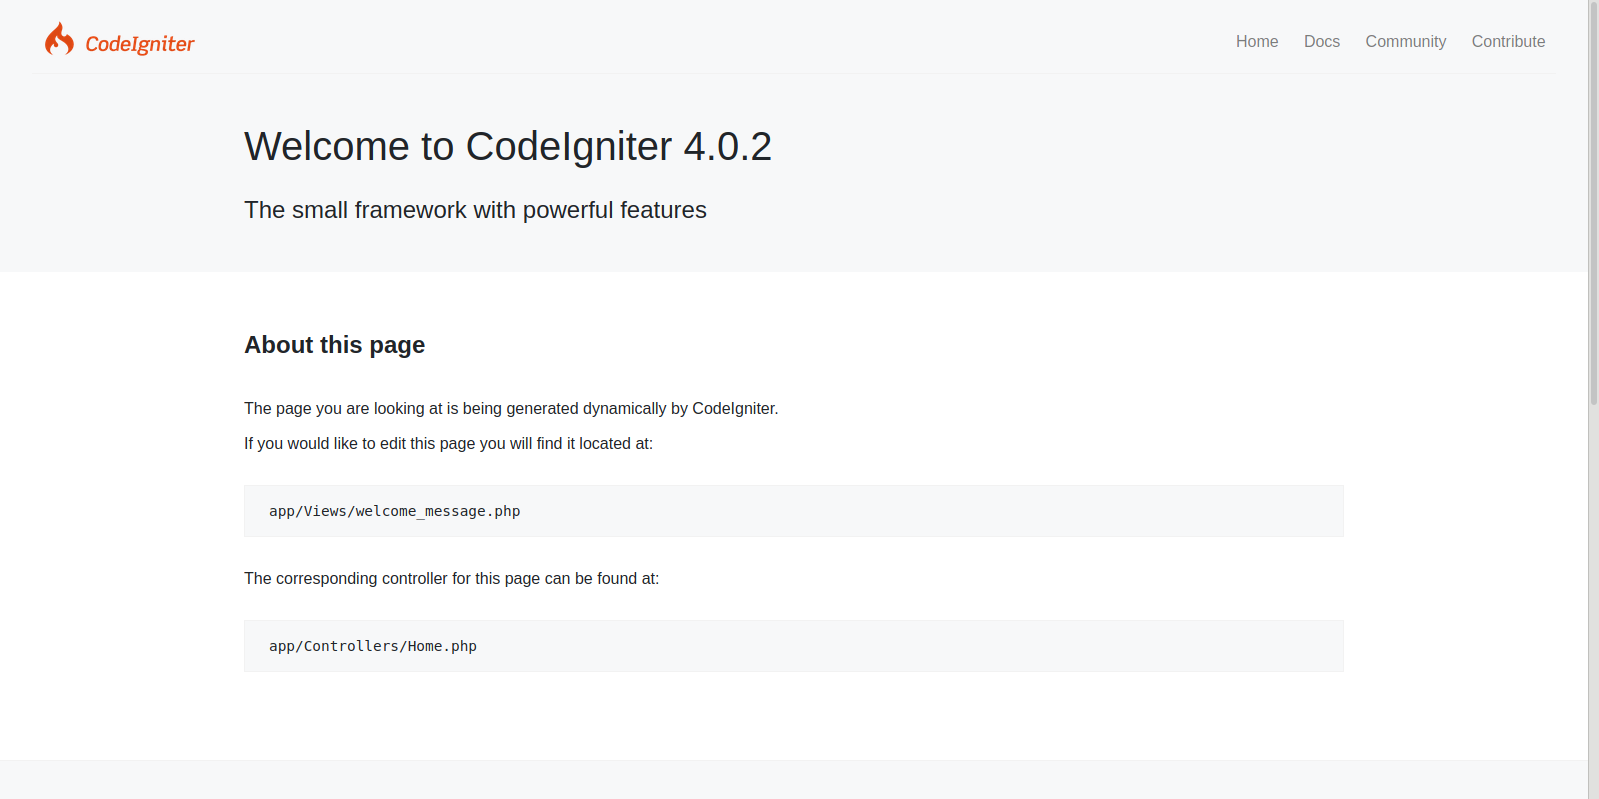 CodeIgniter
Home Docs Community Contribute
Welcome to CodeIgniter 4.0.2
The small framework with powerful features
About this page
The page you are looking at is being generated dynamically by CodeIgniter.
If you would like to edit this page you will find it located at:
app/Views/welcome_message.php
The corresponding controller for this page can be found at:
app/Controllers/Home.php